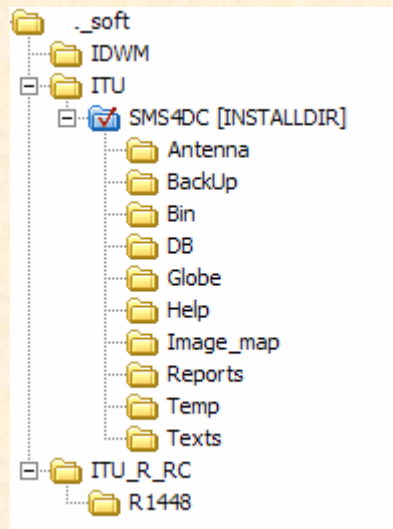 ._soft
IDWM
ITU
SMS4DC [INSTALLDIR]
Antenna
BackUp
Bin
DB
Globe
Help
Image_map
Reports
Temp
Texts
ITU_R_RC
R1448